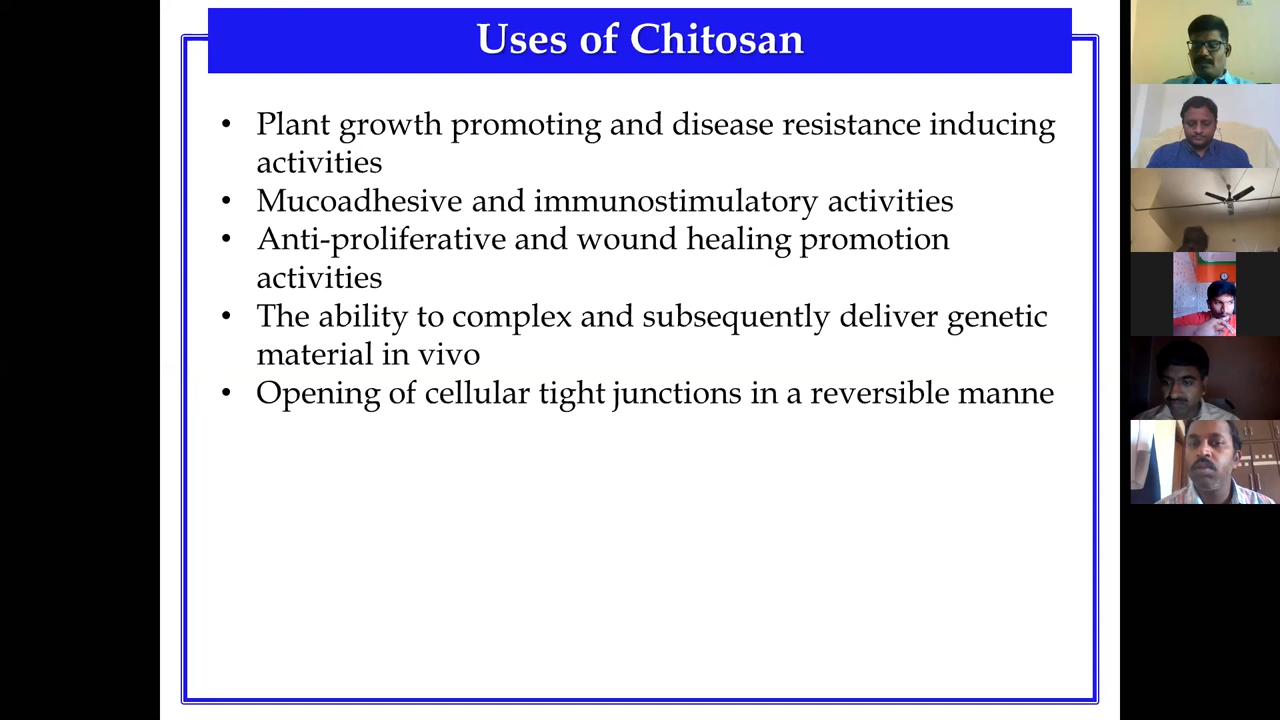 Uses of Chitosan
• Plant growth promoting and disease resistance inducing
activities
• Mucoadhesive and immunostimulatory activities
• Anti-proliferative and wound healing promotion
activities
• The ability to complex and subsequently deliver genetic
material in vivo
• Opening of cellular tight junctions in a reversible manne